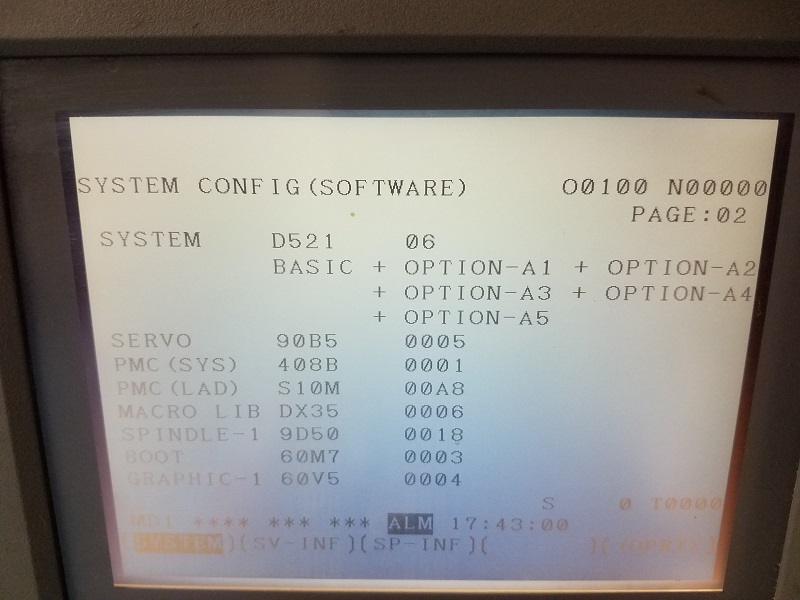 SYSTEM CONFIG(SOFTWARE) O0100 N00000
PAGE:02
SYSTEM D521 06
BASIC + OPTION-A1 + OPTION-A2
+ OPTION-A3 + OPTION-A4
+ OPTION-A5
SERVO 90B5 0005
PMC(SYS) 408B 0001
PMC(LAD) S10M 00A8
MACRO LIB DX35 0006
SPINDLE-1 9D50 0018
BOOT 60M7 0003
GRAPHIC-1 60V5 0004
S 0 T0000
MDI **** *** *** ALM 17:43:00
(SYSTEM)(SV-INF)(SP-INF)( )(